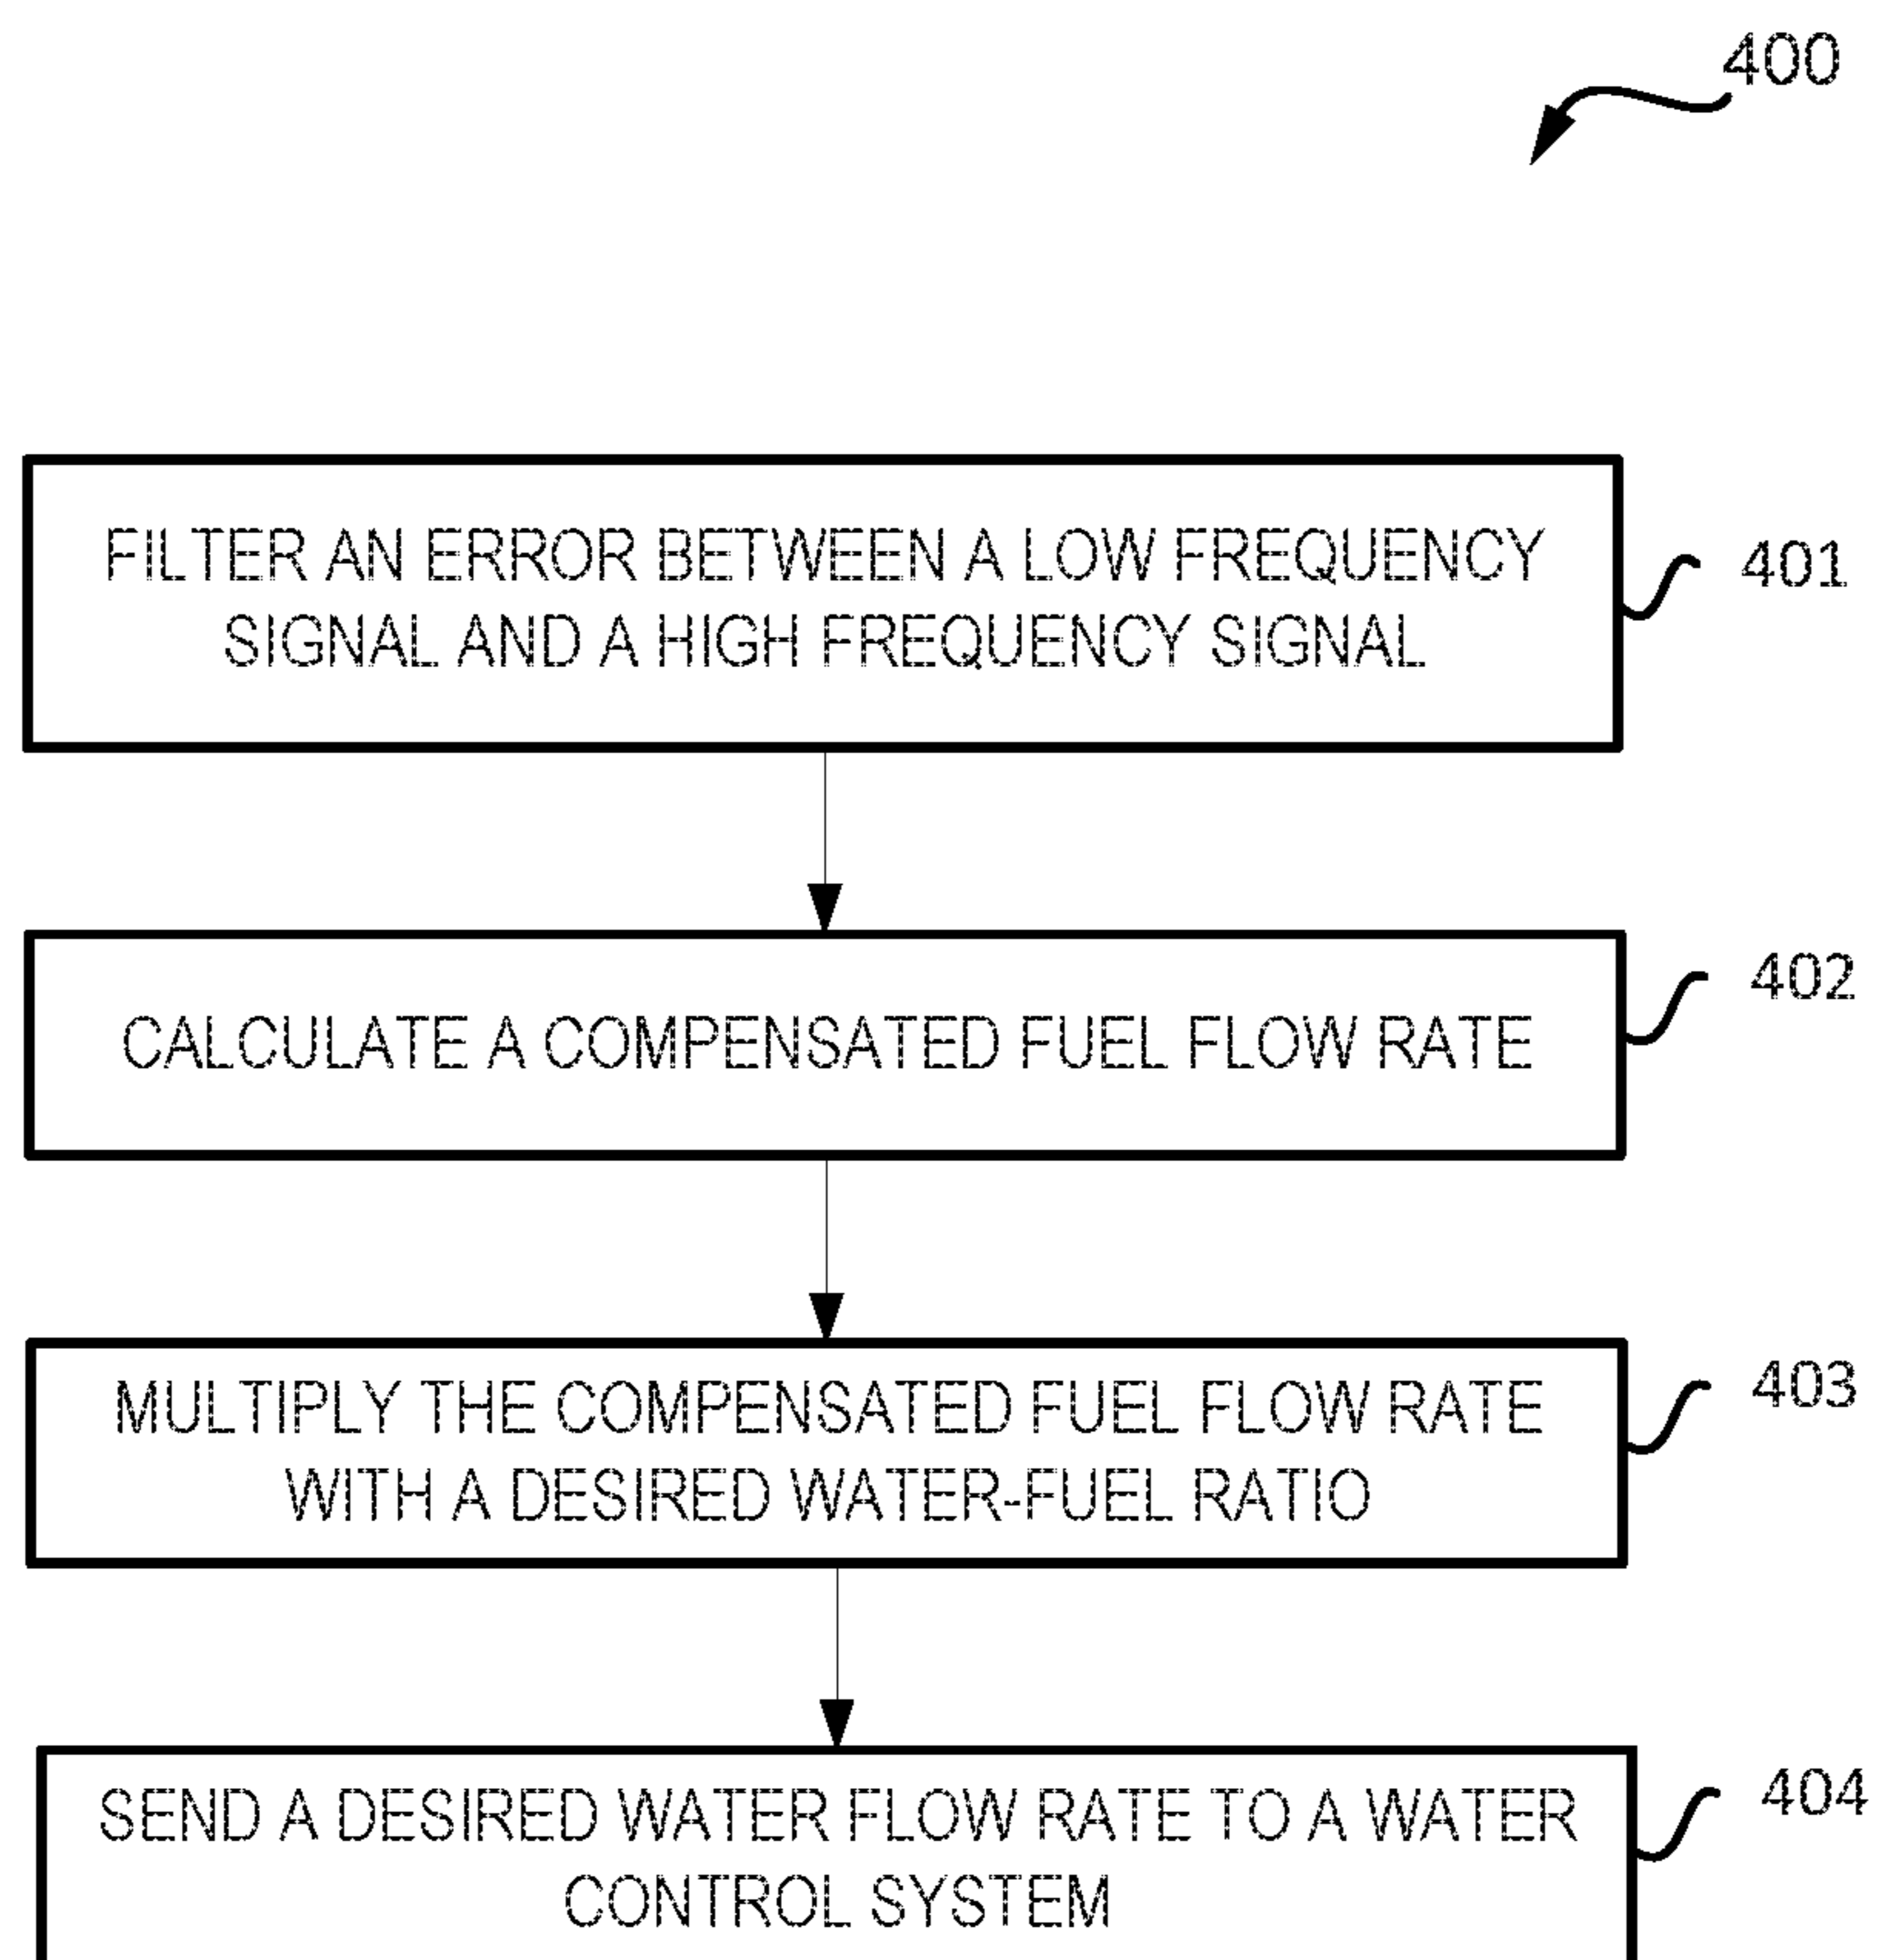 400
FILTER AN ERROR BETWEEN A LOW FREQUENCY
SIGNAL AND A HIGH FREQUENCY SIGNAL
401
CALCULATE A COMPENSATED FUEL FLOW RATE
402
MULTIPLY THE COMPENSATED FUEL FLOW RATE
WITH A DESIRED WATER-FUEL RATIO
403
SEND A DESIRED WATER FLOW RATE TO A WATER
CONTROL SYSTEM
404